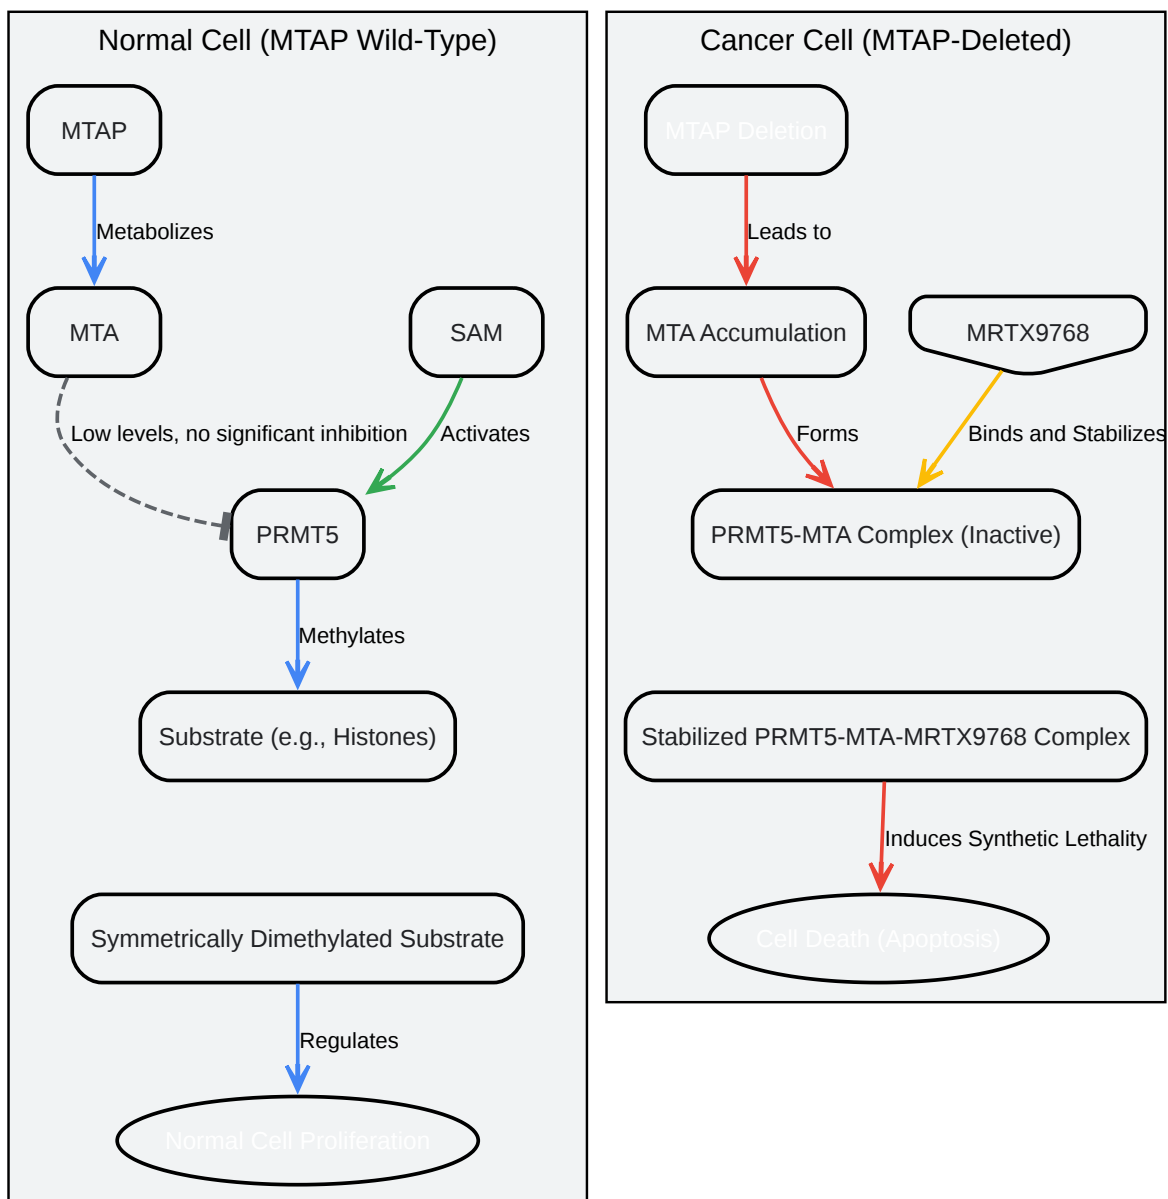 Normal Cell (MTAP Wild-Type)
MTAP
Metabolizes
MTA
SAM
Low levels, no significant inhibition
Activates
PRMT5
Methylates
Substrate (e.g., Histones)
Symmetrically Dimethylated Substrate
Regulates
Normal Cell Proliferation
Cancer Cell (MTAP-Deleted)
MTAP Deletion
Leads to
MTA Accumulation
MRTX9768
Forms
Binds and Stabilizes
PRMT5-MTA Complex (Inactive)
Stabilized PRMT5-MTA-MRTX9768 Complex
Induces Synthetic Lethality
Cell Death (Apoptosis)